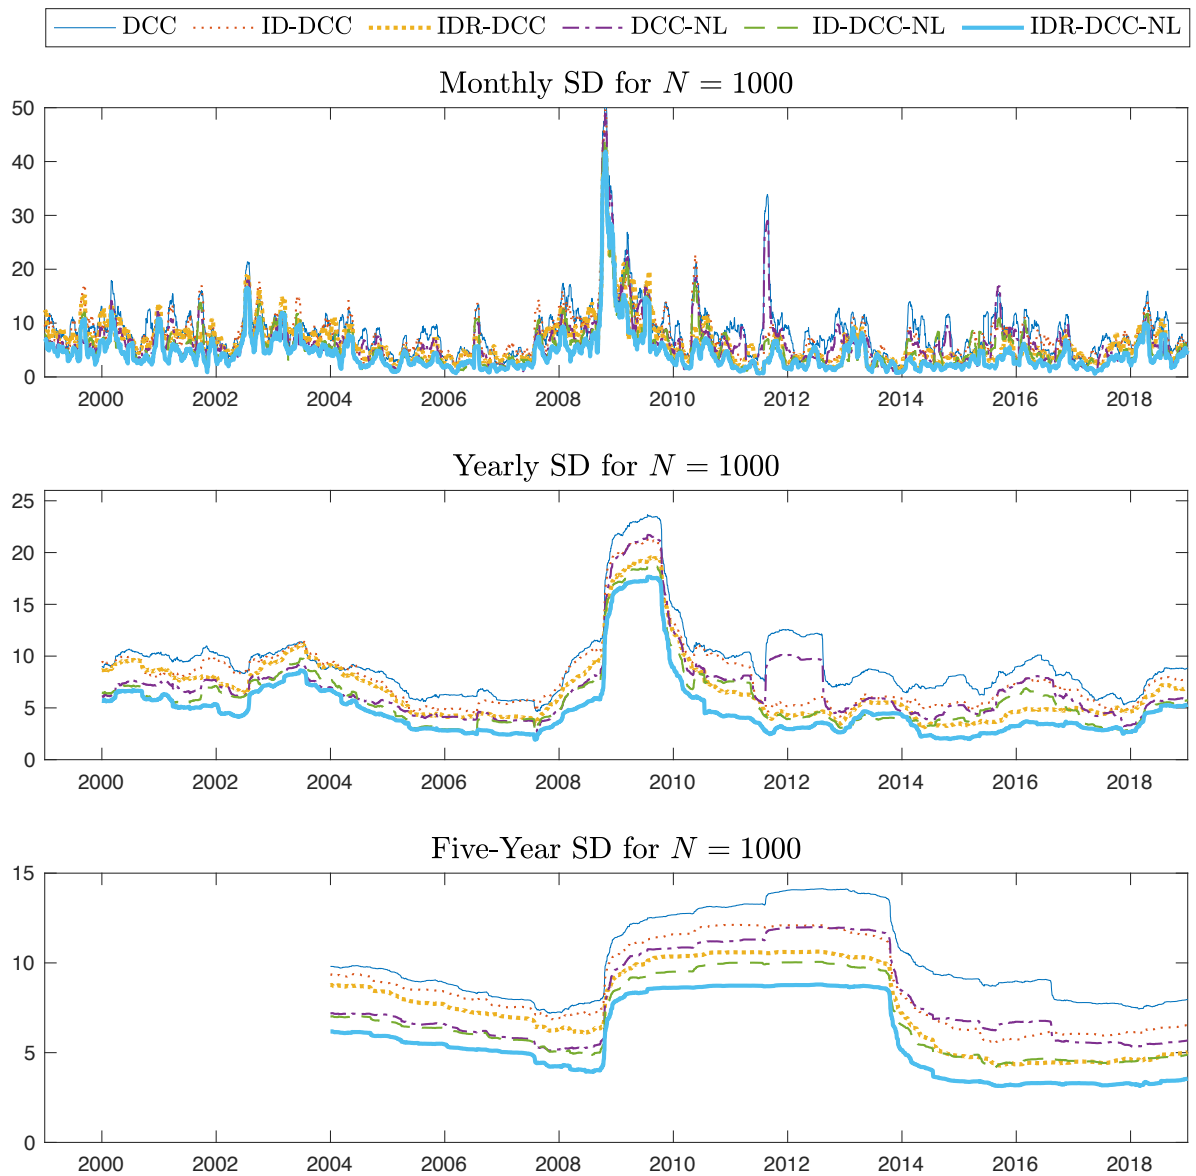 DCC ID-DCC IDR-DCC DCC-NL ID-DCC-NL IDR-DCC-NL
Monthly SD for N = 1000
50
40
30
20
10
0
2000 2002 2004 2006 2008 2010 2012 2014 2016 2018
Yearly SD for N = 1000
25
20
15
10
5
0
2000 2002 2004 2006 2008 2010 2012 2014 2016 2018
Five-Year SD for N = 1000
15
10
5
0
2000 2002 2004 2006 2008 2010 2012 2014 2016 2018